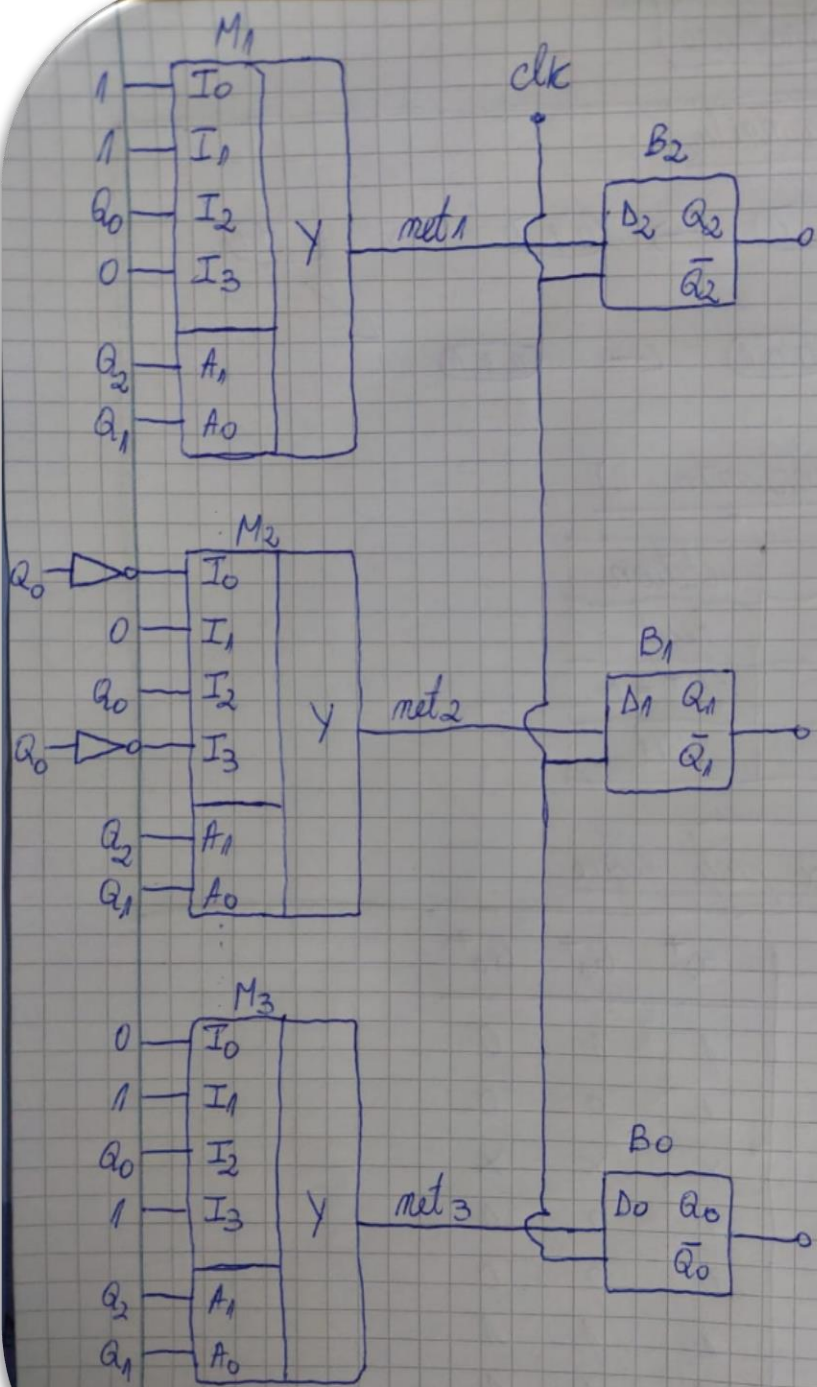 M1
clk
1 I0
B2
1 I1
Q0 I2
D2 Q2
Y
net1
0 I3
Q̅2
Q2 A1
Q1 A0
M2
Q0 I0
0 I1
B1
Q0 I2
D1 Q1
Y
net2
Q0 I3
Q̅1
Q2 A1
Q1 A0
M3
0 I0
1 I1
B0
Q0 I2
1 I3
Y
net3
D0 Q0
Q̅0
Q2 A1
Q1 A0